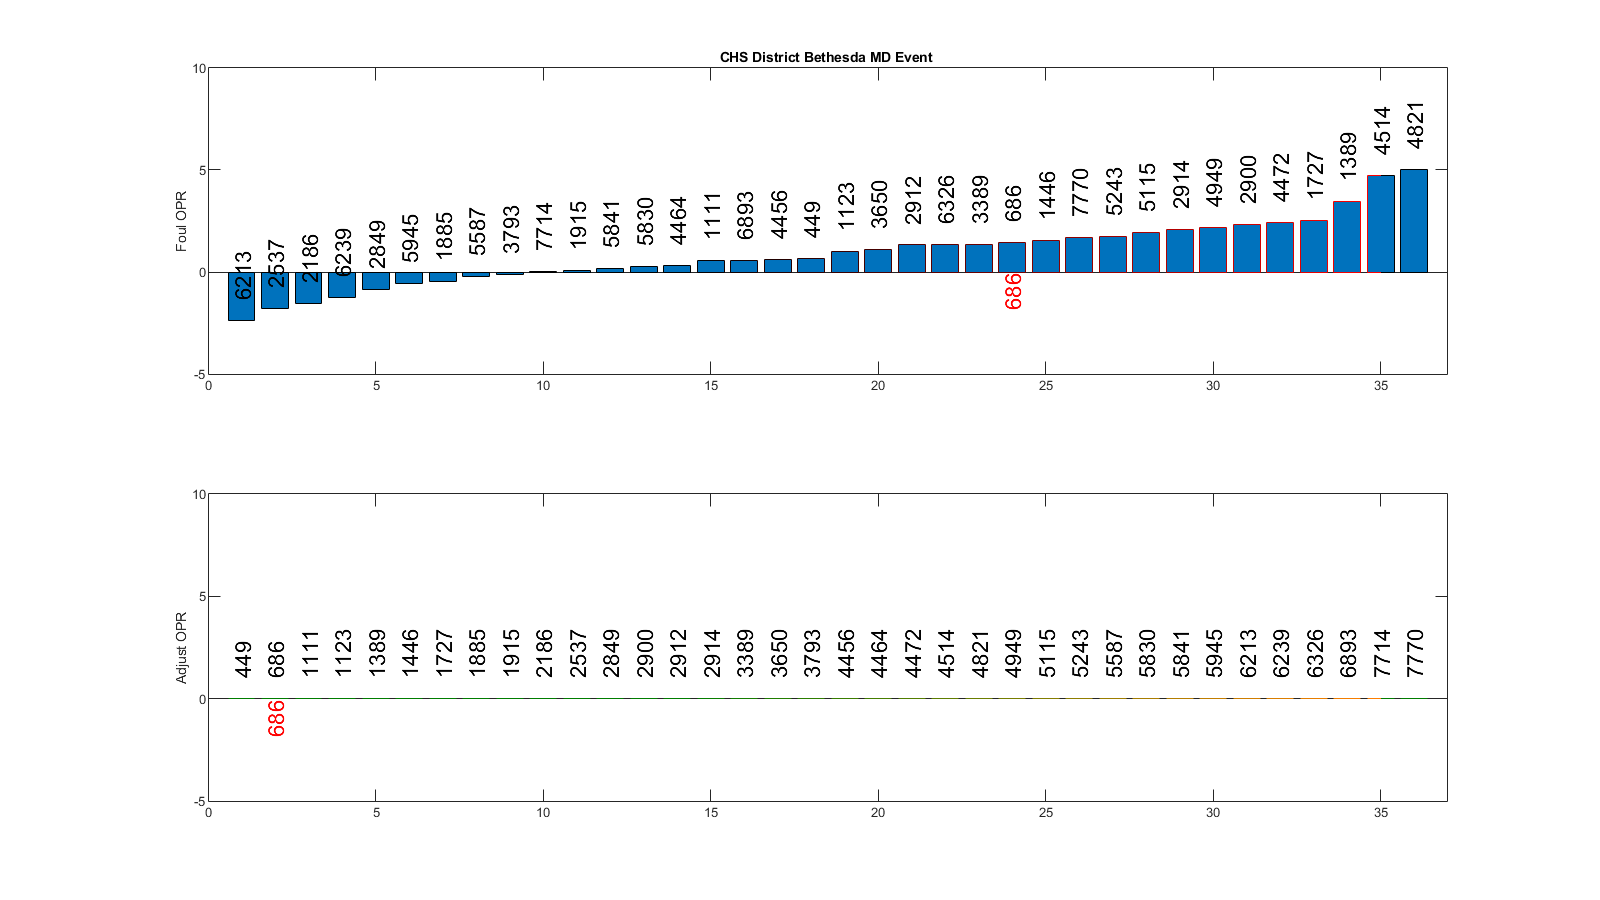 CHS District Bethesda MD Event
Foul OPR
10
5
0
-5
6213 2537 2186 6239 2849 5945 1885 5587 3793 7714 1915 5841 5830 4464 1111 6893 4456 449 1123 3650 2912 6326 3389 686 1446 7770 5243 5115 2914 4949 2900 4472 1727 1389 4514 4821
686
0 5 10 15 20 25 30 35
Adjust OPR
10
5
0
-5
449 686 1111 1123 1389 1446 1727 1885 1915 2186 2537 2849 2900 2912 2914 3389 3650 3793 4456 4464 4472 4514 4821 4949 5115 5243 5587 5830 5841 5945 6213 6239 6326 6893 7714 7770
686
0 5 10 15 20 25 30 35